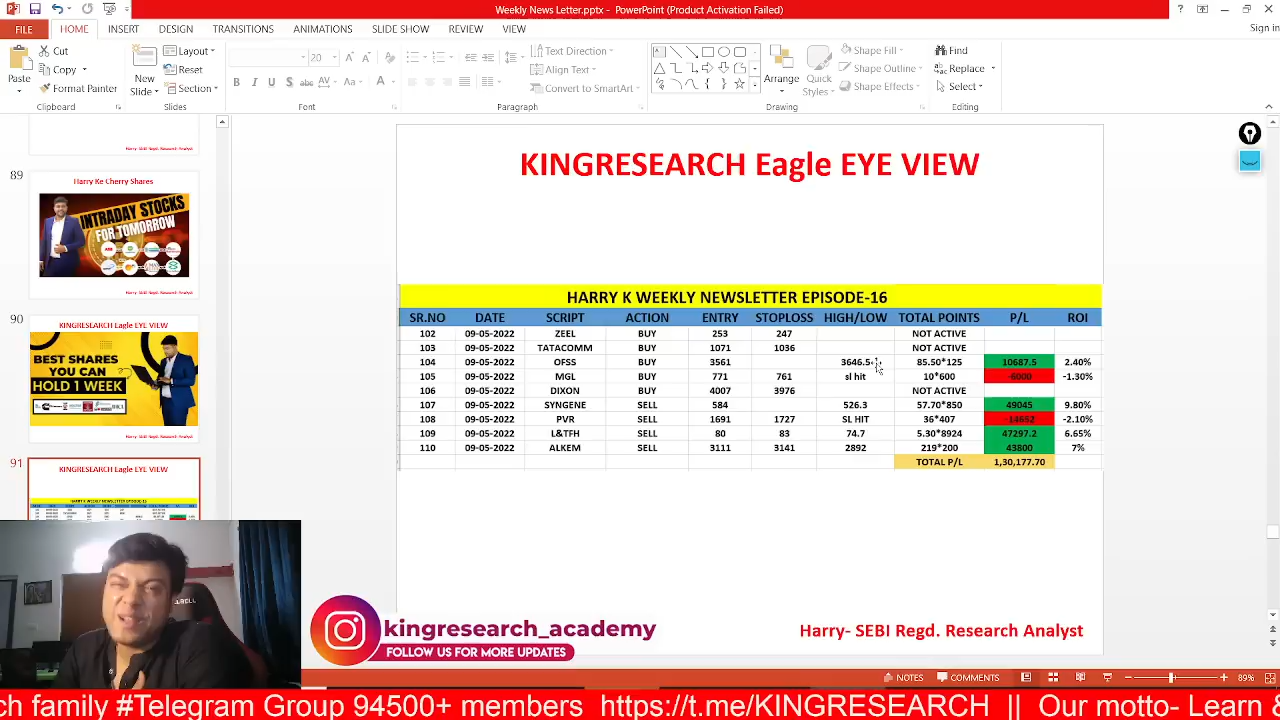 Weekly News Letter.pptx - PowerPoint (Product Activation Failed)
FILE HOME INSERT DESIGN TRANSITIONS ANIMATIONS SLIDE SHOW REVIEW VIEW Sign in
Paste Cut Copy Format Painter Clipboard
New Slide Layout Reset Section Slides
20 Font
Text Direction Align Text Convert to SmartArt Paragraph
Arrange Quick Styles Shape Fill Shape Outline Shape Effects Drawing
Find Replace Select Editing
89
Harry Ke Cherry Shares
INTRADAY STOCKS
FOR TOMORROW
90
KINGRESEARCH Eagle EYE VIEW
BEST SHARES
YOU CAN
HOLD 1 WEEK
91
KINGRESEARCH Eagle EYE VIEW
HARRY K WEEKLY NEWSLETTER EPISODE-16
KINGRESEARCH Eagle EYE VIEW
HARRY K WEEKLY NEWSLETTER EPISODE-16
SR.NO DATE SCRIPT ACTION ENTRY STOPLOSS HIGH/LOW TOTAL POINTS P/L ROI
102 09-05-2022 ZEEL BUY 253 247 NOT ACTIVE
103 09-05-2022 TATACOMM BUY 1071 1036 NOT ACTIVE
104 09-05-2022 OFSS BUY 3561 3646.5 85.50*125 10687.5 2.40%
105 09-05-2022 MGL BUY 771 761 sl hit 10*600 -6000 -1.30%
106 09-05-2022 DIXON BUY 4007 3976 NOT ACTIVE
107 09-05-2022 SYNGENE SELL 584 526.3 57.70*850 49045 9.80%
108 09-05-2022 PVR SELL 1691 1727 SL HIT 36*407 -14652 -2.10%
109 09-05-2022 L&TFH SELL 80 83 74.7 5.30*8924 47297.2 6.65%
110 09-05-2022 ALKEM SELL 3111 3141 2892 219*200 43800 7%
TOTAL P/L 1,30,177.70
kingresearch_academy
FOLLOW US FOR MORE UPDATES
Harry- SEBI Regd. Research Analyst
NOTES COMMENTS 89%
ch family #Telegram Group 94500+ members https://t.me/KINGRESEARCH || Our motto- Learn &